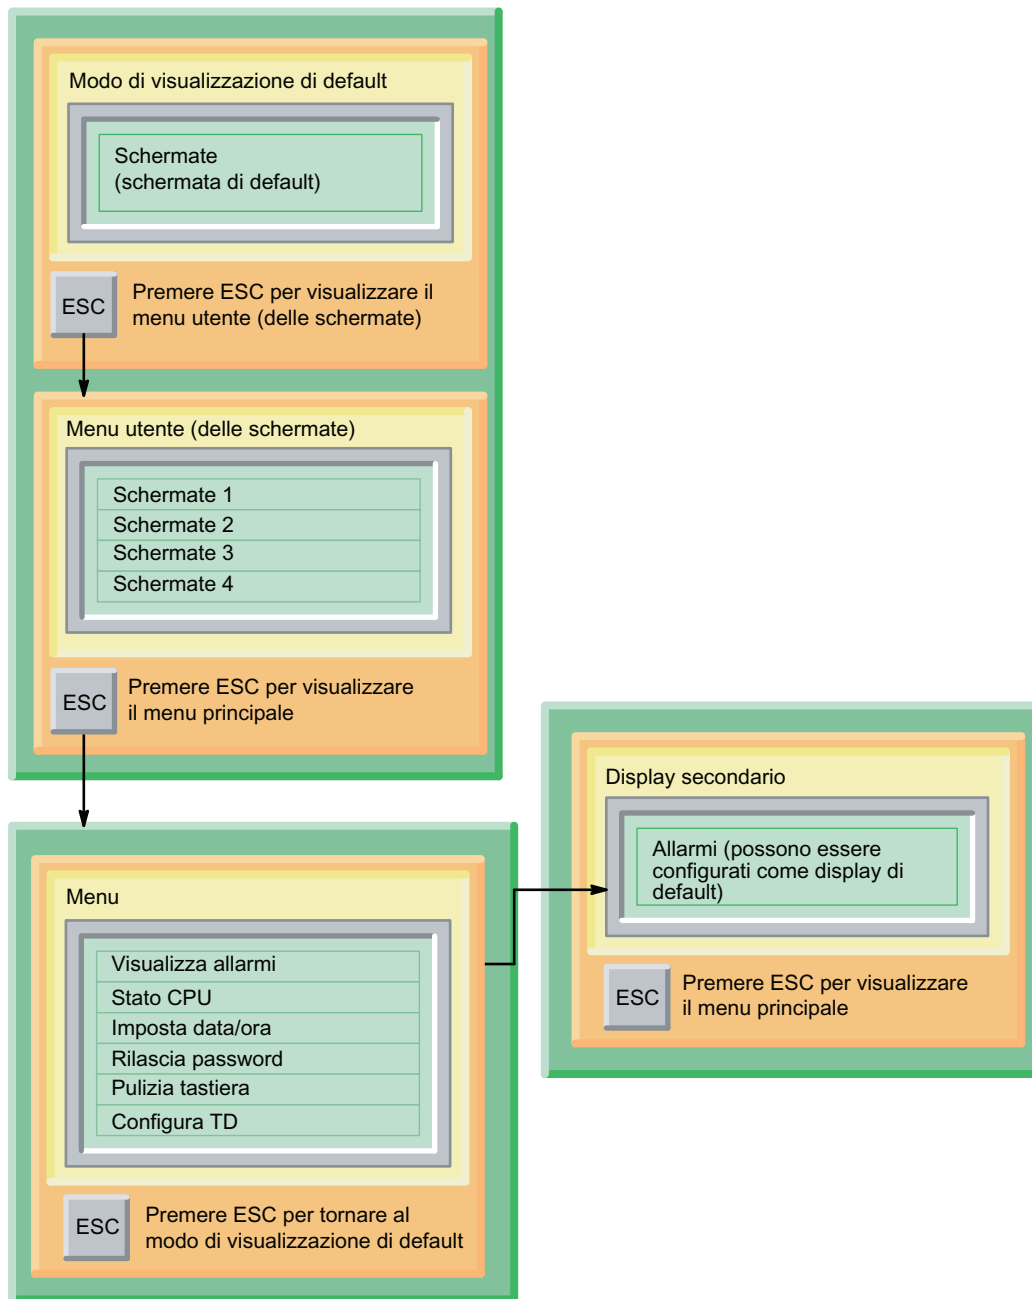 Modo di visualizzazione di default
Schermate
(schermata di default)
ESC
Premere ESC per visualizzare il
menu utente (delle schermate)
Menu utente (delle schermate)
Schermate 1
Schermate 2
Schermate 3
Schermate 4
ESC
Premere ESC per visualizzare
il menu principale
Menu
Visualizza allarmi
Stato CPU
Imposta data/ora
Rilascia password
Pulizia tastiera
Configura TD
ESC
Premere ESC per tornare al
modo di visualizzazione di default
Display secondario
Allarmi (possono essere
configurati come display di
default)
ESC
Premere ESC per visualizzare
il menu principale